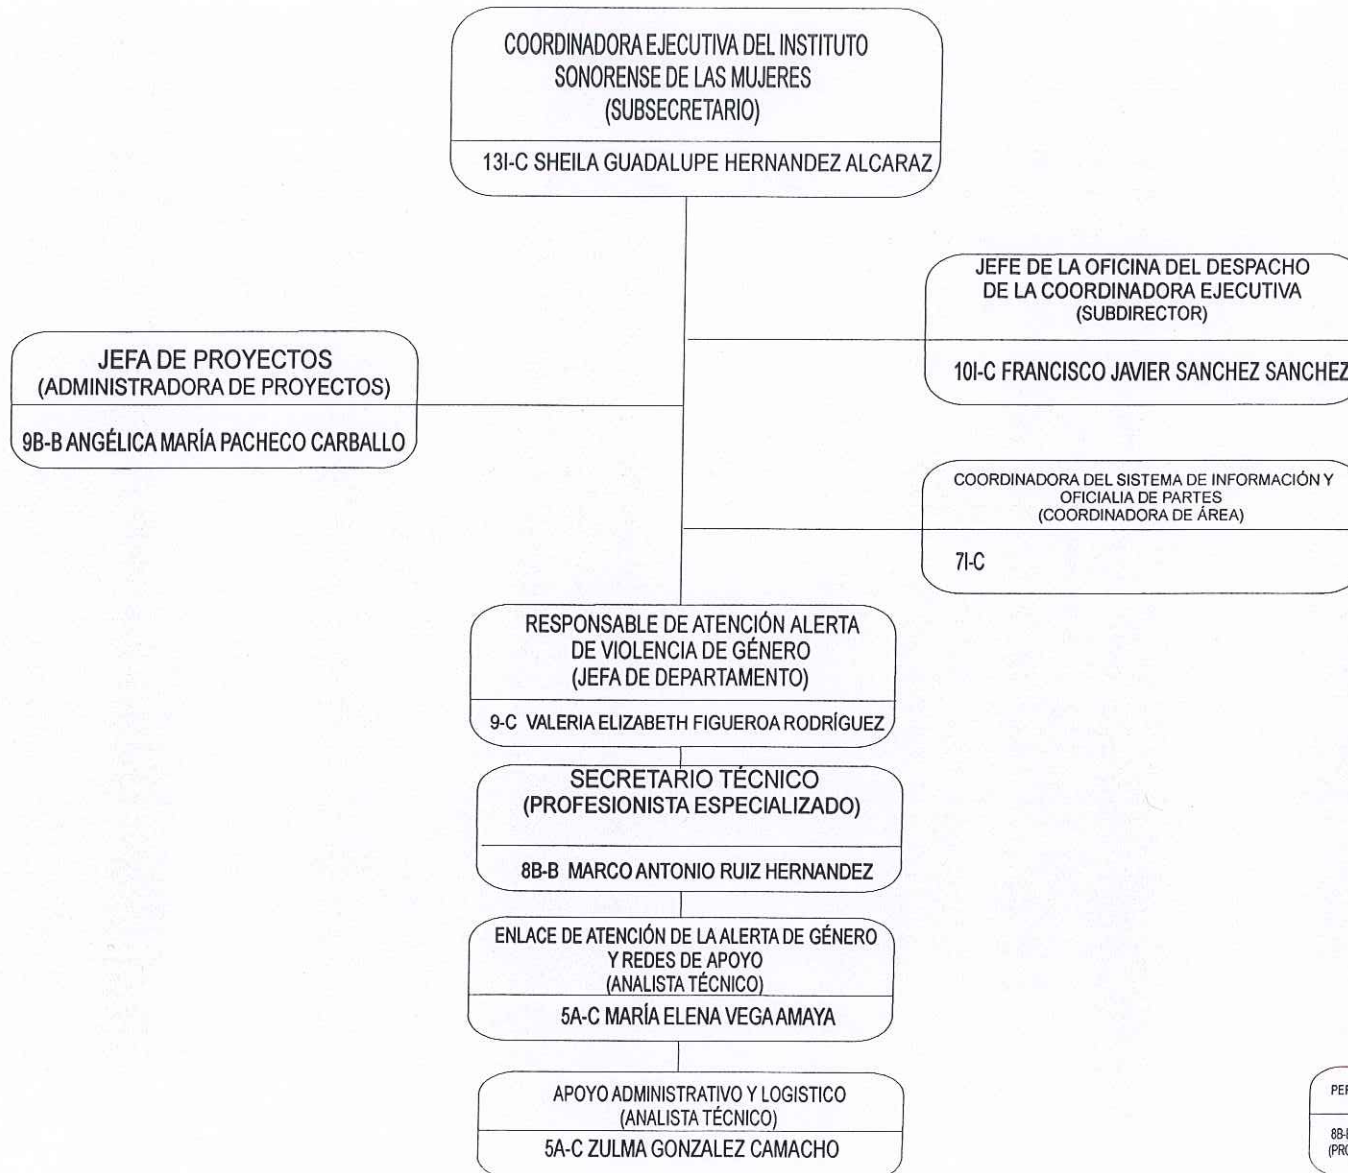 COORDINADORA EJECUTIVA DEL INSTITUTO
SONORENSE DE LAS MUJERES
(SUBSECRETARIO)
13I-C SHEILA GUADALUPE HERNANDEZ ALCARAZ
JEFE DE LA OFICINA DEL DESPACHO
DE LA COORDINADORA EJECUTIVA
(SUBDIRECTOR)
10I-C FRANCISCO JAVIER SANCHEZ SANCHEZ
JEFA DE PROYECTOS
(ADMINISTRADORA DE PROYECTOS)
9B-B ANGÉLICA MARÍA PACHECO CARBALLO
COORDINADORA DEL SISTEMA DE INFORMACIÓN Y
OFICIALIA DE PARTES
(COORDINADORA DE ÁREA)
7I-C
RESPONSABLE DE ATENCIÓN ALERTA
DE VIOLENCIA DE GÉNERO
(JEFA DE DEPARTAMENTO)
9-C VALERIA ELIZABETH FIGUEROA RODRÍGUEZ
SECRETARIO TÉCNICO
(PROFESIONISTA ESPECIALIZADO)
8B-B MARCO ANTONIO RUIZ HERNANDEZ
ENLACE DE ATENCIÓN DE LA ALERTA DE GÉNERO
Y REDES DE APOYO
(ANALISTA TÉCNICO)
5A-C MARÍA ELENA VEGA AMAYA
APOYO ADMINISTRATIVO Y LOGISTICO
(ANALISTA TÉCNICO)
5A-C ZULMA GONZALEZ CAMACHO